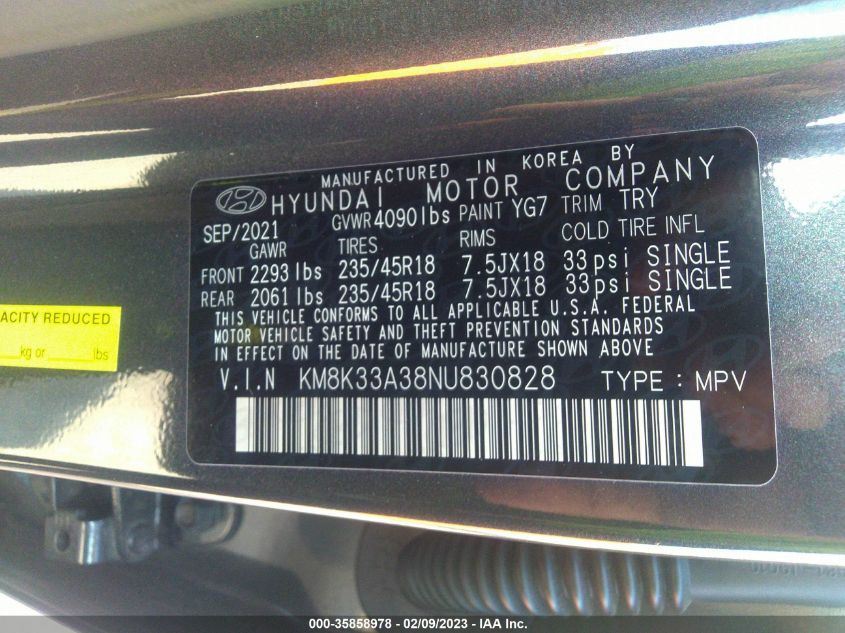 MANUFACTURED IN KOREA BY
HYUNDAI MOTOR COMPANY
SEP/2021 GVWR 4090lbs PAINT YG7 TRIM TRY
GAWR TIRES RIMS COLD TIRE INFL
FRONT 2293 lbs 235/45R18 7.5JX18 33psi SINGLE
REAR 2061 lbs 235/45R18 7.5JX18 33psi SINGLE
THIS VEHICLE CONFORMS TO ALL APPLICABLE U.S.A. FEDERAL
MOTOR VEHICLE SAFETY AND THEFT PREVENTION STANDARDS
IN EFFECT ON THE DATE OF MANUFACTURE SHOWN ABOVE
V.I.N KM8K33A38NU830828 TYPE : MPV
ACITY REDUCED
kg or lbs
000-35858978 - 02/09/2023 - IAA Inc.